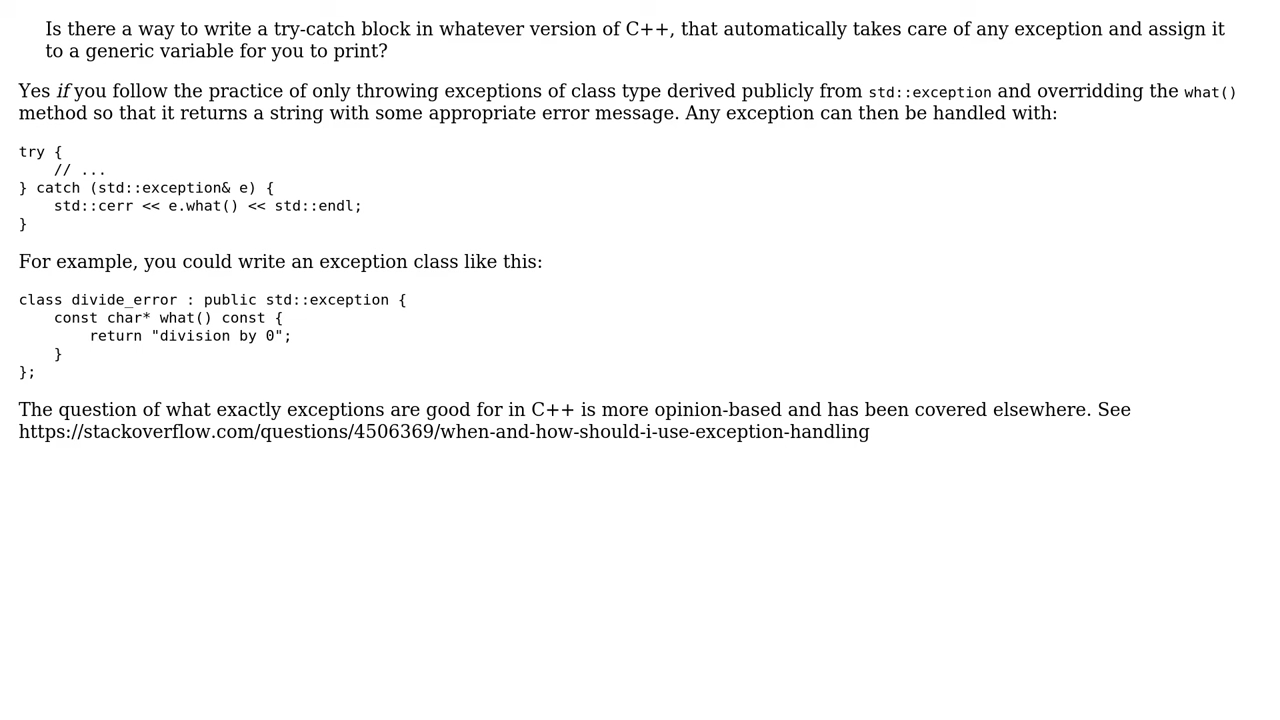 Is there a way to write a try-catch block in whatever version of C++, that automatically takes care of any exception and assign it
to a generic variable for you to print?
Yes if you follow the practice of only throwing exceptions of class type derived publicly from std::exception and overridding the what()
method so that it returns a string with some appropriate error message. Any exception can then be handled with:
try {
    // ...
} catch (std::exception& e) {
    std::cerr << e.what() << std::endl;
}
For example, you could write an exception class like this:
class divide_error : public std::exception {
    const char* what() const {
        return "division by 0";
    }
};
The question of what exactly exceptions are good for in C++ is more opinion-based and has been covered elsewhere. See
https://stackoverflow.com/questions/4506369/when-and-how-should-i-use-exception-handling